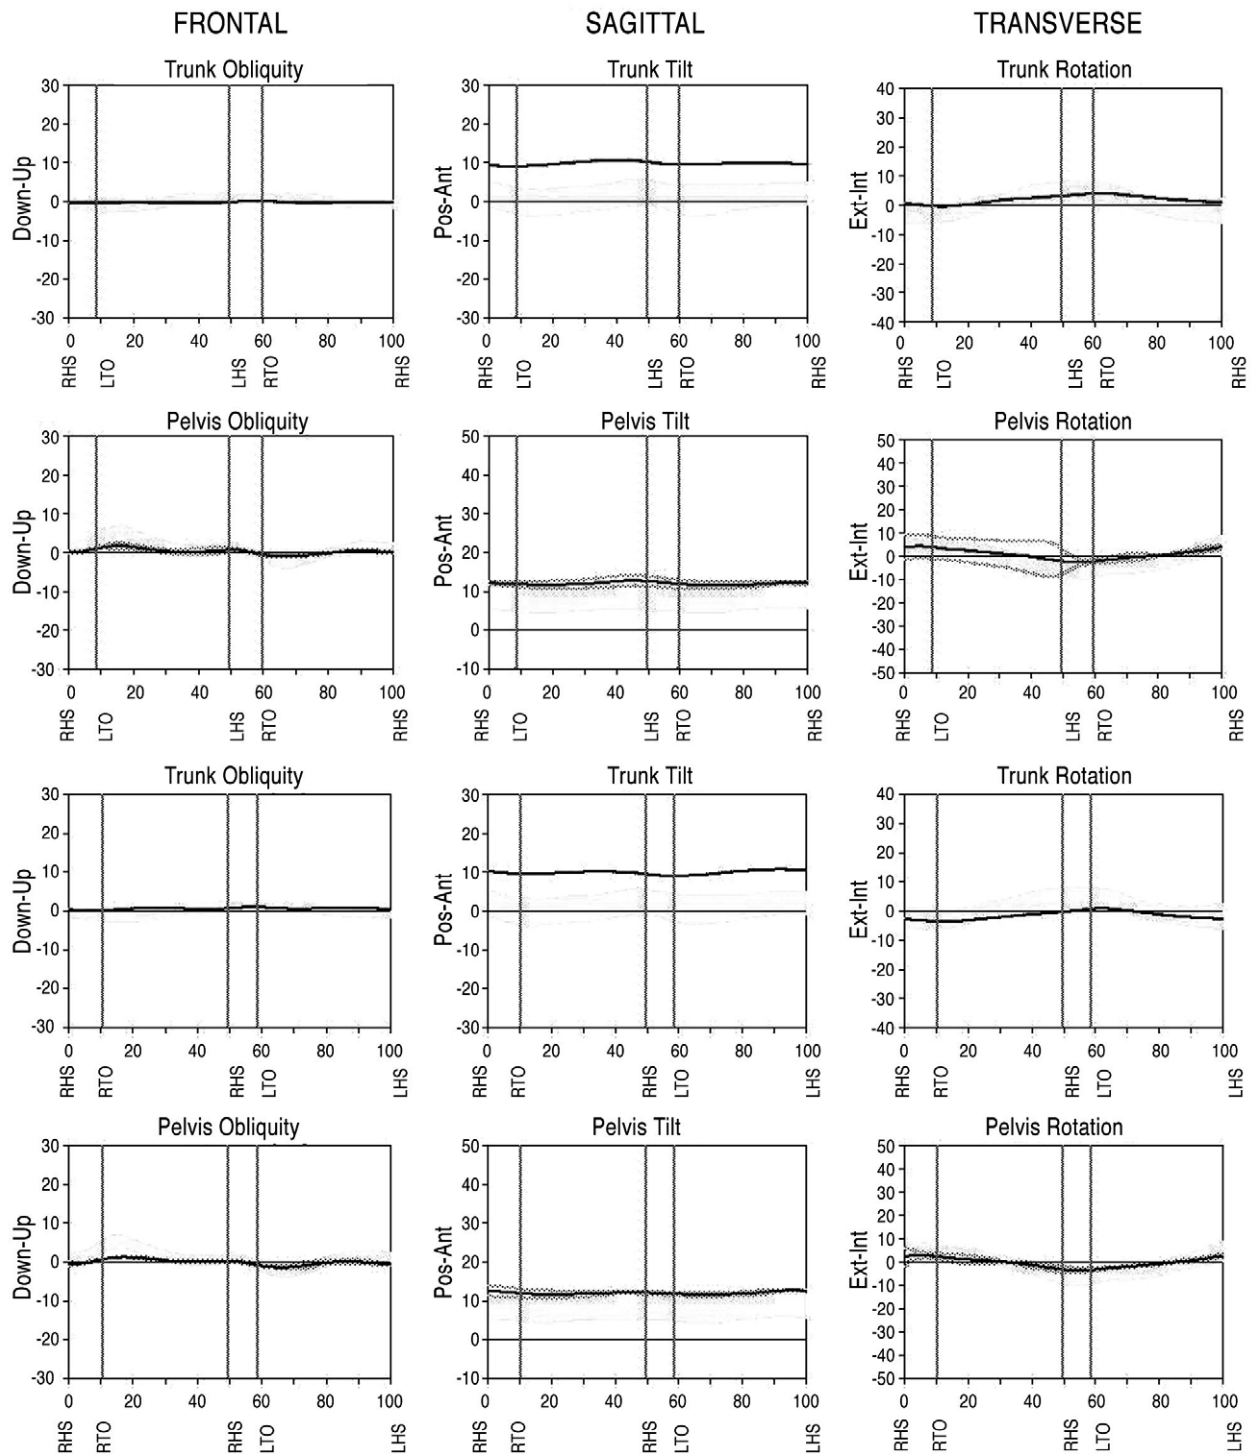 FRONTAL SAGITTAL TRANSVERSE
Trunk Obliquity
Down-Up
30
20
10
0
-10
-20
-30
0 20 40 60 80 100
RHS LTO LHS RTO RHS
Trunk Tilt
Pos-Ant
30
20
10
0
-10
-20
-30
0 20 40 60 80 100
RHS LTO LHS RTO RHS
Trunk Rotation
Ext-Int
40
30
20
10
0
-10
-20
-30
-40
0 20 40 60 80 100
RHS LTO LHS RTO RHS
Pelvis Obliquity
Down-Up
30
20
10
0
-10
-20
-30
0 20 40 60 80 100
RHS LTO LHS RTO RHS
Pelvis Tilt
Pos-Ant
50
40
30
20
10
0
-10
0 20 40 60 80 100
RHS LTO LHS RTO RHS
Pelvis Rotation
Ext-Int
50
40
30
20
10
0
-10
-20
-30
-40
-50
0 20 40 60 80 100
RHS LTO LHS RTO RHS
Trunk Obliquity
Down-Up
30
20
10
0
-10
-20
-30
0 20 40 60 80 100
RHS RTO RHS LTO LHS
Trunk Tilt
Pos-Ant
30
20
10
0
-10
-20
-30
0 20 40 60 80 100
RHS RTO RHS LTO LHS
Trunk Rotation
Ext-Int
40
30
20
10
0
-10
-20
-30
-40
0 20 40 60 80 100
RHS RTO RHS LTO LHS
Pelvis Obliquity
Down-Up
30
20
10
0
-10
-20
-30
0 20 40 60 80 100
RHS RTO RHS LTO LHS
Pelvis Tilt
Pos-Ant
50
40
30
20
10
0
-10
0 20 40 60 80 100
RHS RTO RHS LTO LHS
Pelvis Rotation
Ext-Int
50
40
30
20
10
0
-10
-20
-30
-40
-50
0 20 40 60 80 100
RHS RTO RHS LTO LHS